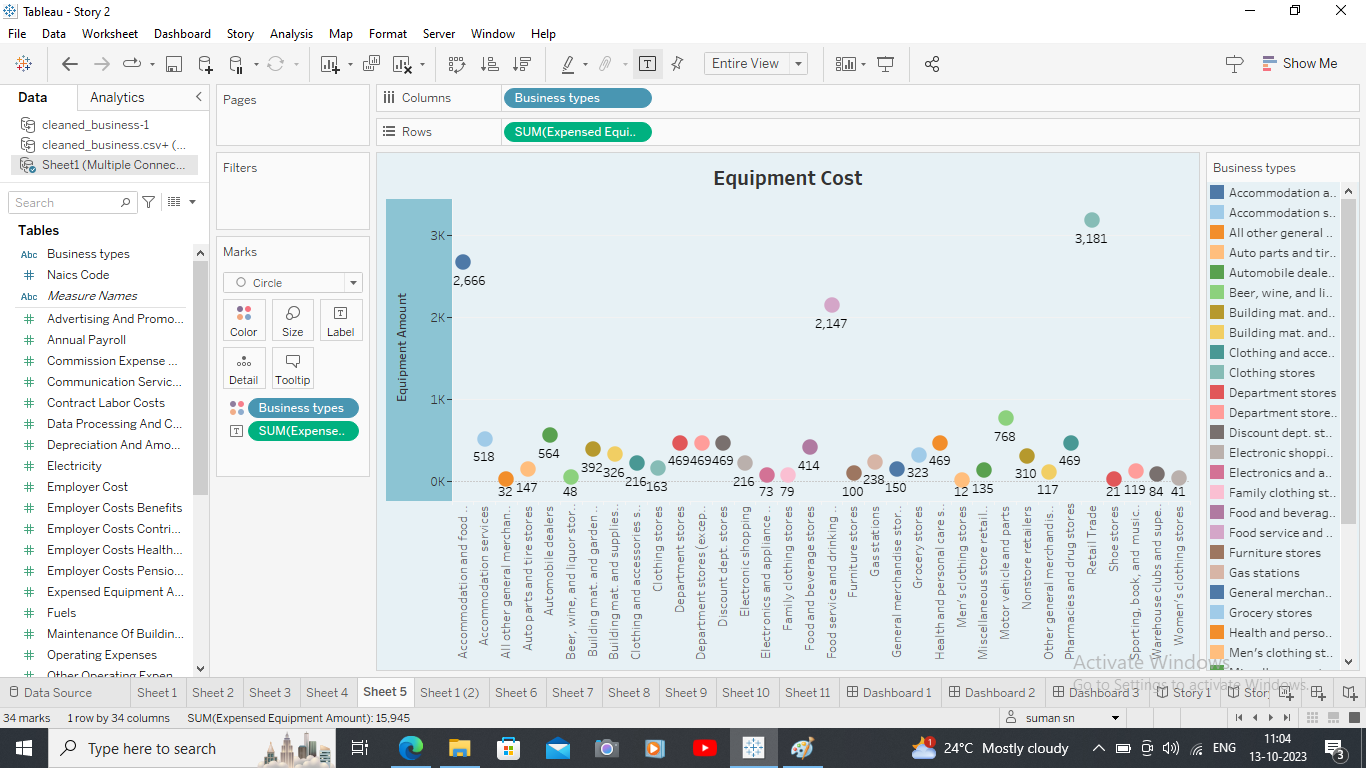 Tableau - Story 2
File Data Worksheet Dashboard Story Analysis Map Format Server Window Help
Entire View
Show Me
Data Analytics
cleaned_business-1
cleaned_business.csv+ (...
Sheet1 (Multiple Connec...
Search
Tables
Abc Business types
# Naics Code
Abc Measure Names
# Advertising And Promo...
# Annual Payroll
# Commission Expense ...
# Communication Servic...
# Contract Labor Costs
# Data Processing And C...
# Depreciation And Amo...
# Electricity
# Employer Cost
# Employer Costs Benefits
# Employer Costs Contri...
# Employer Costs Health...
# Employer Costs Pensio...
# Expensed Equipment A...
# Fuels
# Maintenance Of Buildin...
# Operating Expenses
Other Operating Expen
Pages
Filters
Marks
Circle
Color Size Label
Detail Tooltip
Business types
SUM(Expense..
Columns Business types
Rows SUM(Expensed Equi..
Equipment Cost
Equipment Amount
3K
2K
1K
0K
2,666
518
32
147
564
48
392
326
216
163
469
469
469
216
73
79
414
2,147
100
238
150
323
469
12
135
768
310
117
469
3,181
21
119
84
41
Accommodation and food ..
Accommodation services
All other general merchan..
Auto parts and tire stores
Automobile dealers
Beer, wine, and liquor stor..
Building mat. and garden ..
Building mat. and supplies..
Clothing and accessories s..
Clothing stores
Department stores
Department stores (excep..
Discount dept. stores
Electronic shopping
Electronics and appliance..
Family clothing stores
Food and beverage stores
Food service and drinking ..
Furniture stores
Gas stations
General merchandise stor..
Grocery stores
Health and personal care s..
Men's clothing stores
Miscellaneous store retail..
Motor vehicle and parts
Nonstore retailers
Other general merchandis..
Pharmacies and drug stores
Retail Trade
Shoe stores
Sporting, book, and music..
Warehouse clubs and supe..
Women's clothing stores
Business types
Accommodation a..
Accommodation s..
All other general ..
Auto parts and tir..
Automobile deale..
Beer, wine, and li..
Building mat. and..
Building mat. and..
Clothing and acce..
Clothing stores
Department stores
Department store..
Discount dept. st..
Electronic shoppi..
Electronics and a..
Family clothing st..
Food and beverag..
Food service and ..
Furniture stores
Gas stations
General merchan..
Grocery stores
Health and perso..
Men's clothing st..
Activate Windows
Go to Settings to activate Windows.
Data Source Sheet 1 Sheet 2 Sheet 3 Sheet 4 Sheet 5 Sheet 1 (2) Sheet 6 Sheet 7 Sheet 8 Sheet 9 Sheet 10 Sheet 11 Dashboard 1 Dashboard 2 Dashboard 3 Story 1 Stor
34 marks 1 row by 34 columns SUM(Expensed Equipment Amount): 15,945 suman sn
Type here to search
24°C Mostly cloudy
ENG
11:04
13-10-2023
3